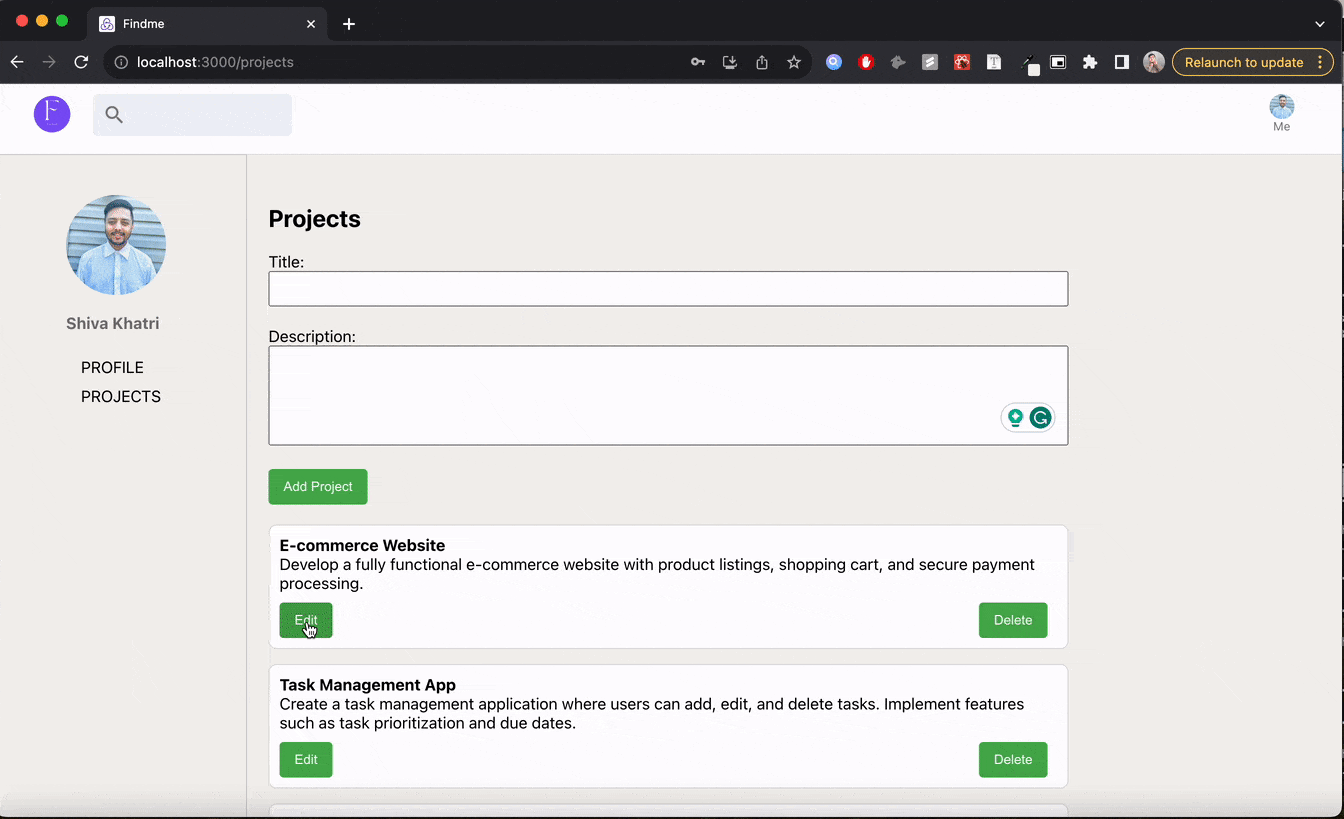 Findme
localhost:3000/projects
Relaunch to update
F
Me
Projects
Title:
Shiva Khatri
Description:
PROFILE
PROJECTS
Add Project
E-commerce Website
Develop a fully functional e-commerce website with product listings, shopping cart, and secure payment
processing.
Edit
Delete
Task Management App
Create a task management application where users can add, edit, and delete tasks. Implement features
such as task prioritization and due dates.
Edit
Delete